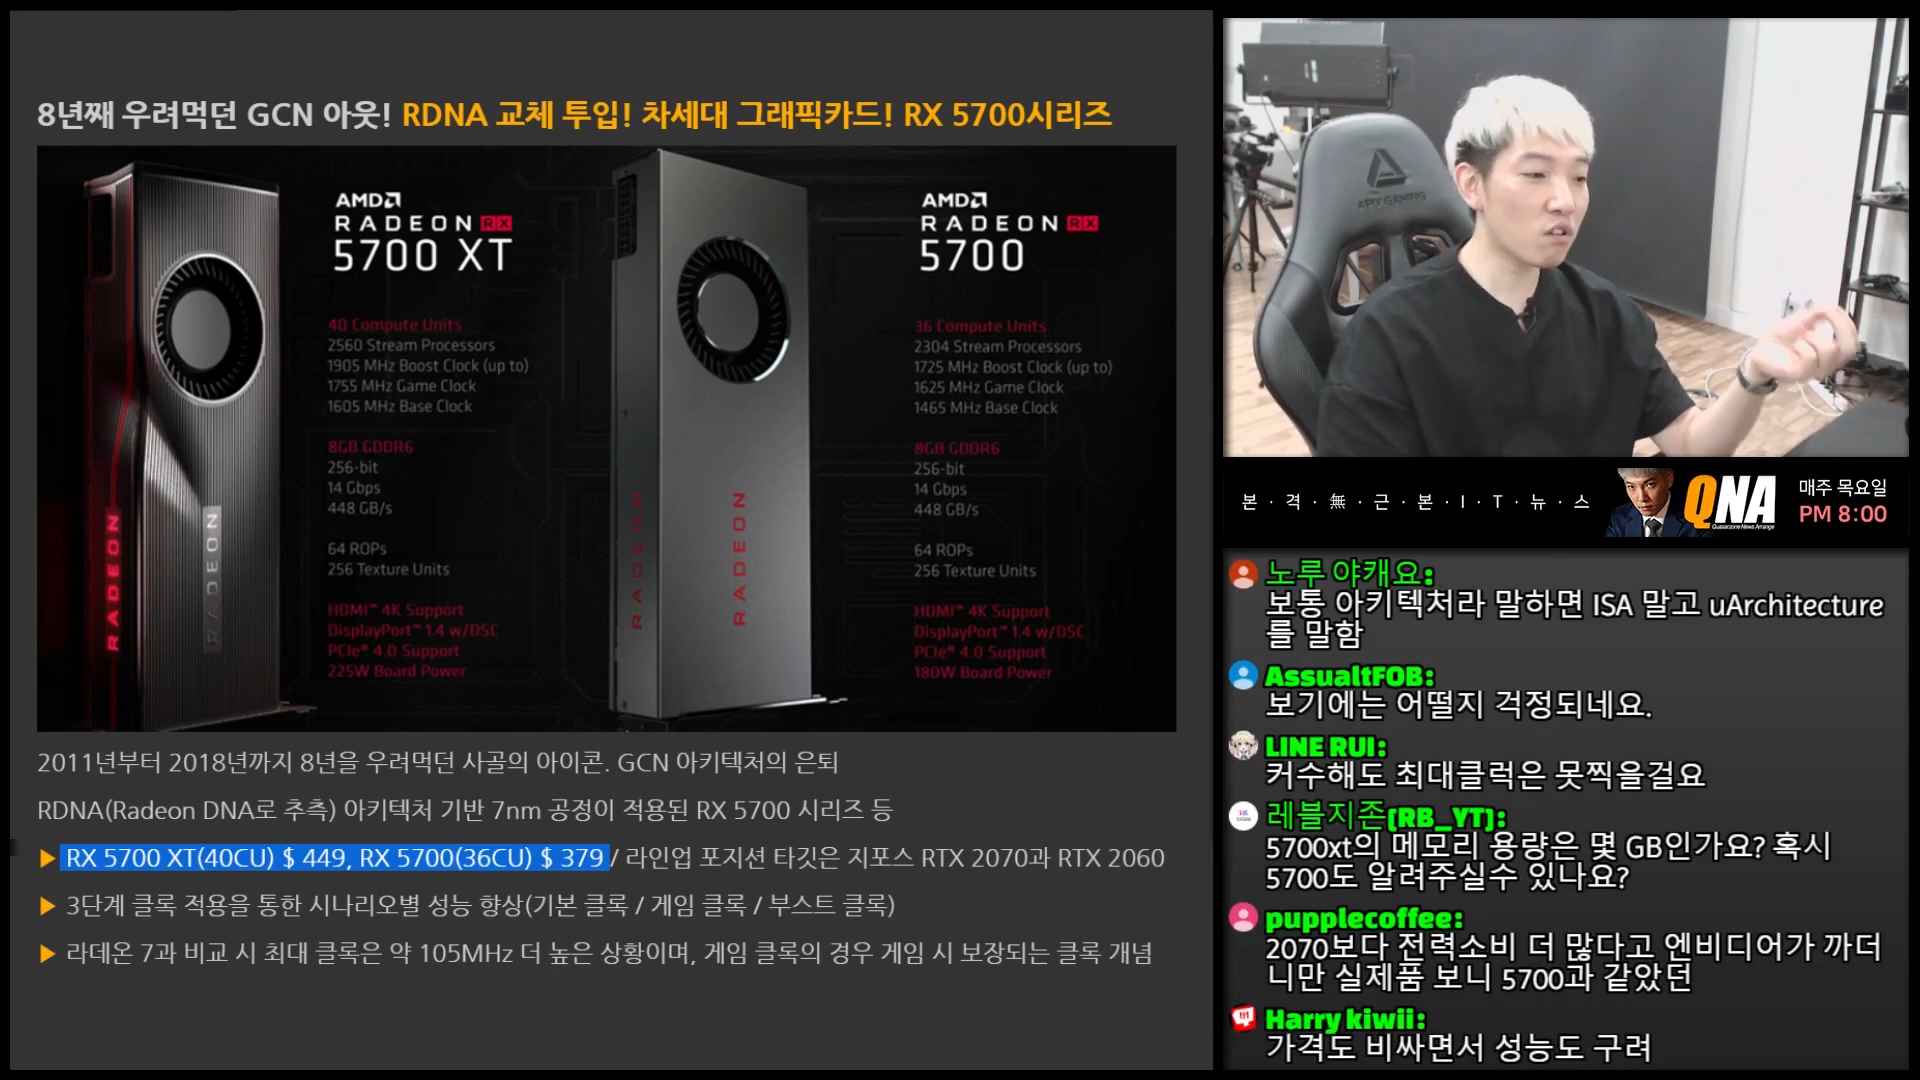 8년째 우려먹던 GCN 아웃! RDNA 교체 투입! 차세대 그래픽카드! RX 5700시리즈
AMD
RADEON RX
5700 XT
40 Compute Units
2560 Stream Processors
1905 MHz Boost Clock (up to)
1755 MHz Game Clock
1605 MHz Base Clock
8GB GDDR6
256-bit
14 Gbps
448 GB/s
64 ROPs
256 Texture Units
HDMI™ 4K Support
DisplayPort™ 1.4 w/DSC
PCIe® 4.0 Support
225W Board Power
RADEON
RADEON
AMD
RADEON RX
5700
36 Compute Units
2304 Stream Processors
1725 MHz Boost Clock (up to)
1625 MHz Game Clock
1465 MHz Base Clock
8GB GDDR6
256-bit
14 Gbps
448 GB/s
64 ROPs
256 Texture Units
HDMI™ 4K Support
DisplayPort™ 1.4 w/DSC
PCIe® 4.0 Support
180W Board Power
RADEON
RADEON
2011년부터 2018년까지 8년을 우려먹던 사골의 아이콘. GCN 아키텍처의 은퇴
RDNA(Radeon DNA로 추측) 아키텍처 기반 7nm 공정이 적용된 RX 5700 시리즈 등
▶ RX 5700 XT(40CU) $ 449, RX 5700(36CU) $ 379 / 라인업 포지션 타깃은 지포스 RTX 2070과 RTX 2060
▶ 3단계 클록 적용을 통한 시나리오별 성능 향상(기본 클록 / 게임 클록 / 부스트 클록)
▶ 라데온 7과 비교 시 최대 클록은 약 105MHz 더 높은 상황이며, 게임 클록의 경우 게임 시 보장되는 클록 개념
APIX GAMING
본·격·無·근·본·I·T·뉴·스
QNA
Quasarzone News Arrange
매주 목요일
PM 8:00
노루 야캐요:
보통 아키텍처라 말하면 ISA 말고 uArchitecture
를 말함
AssualtFOB:
보기에는 어떨지 걱정되네요.
LINE RUI:
커수해도 최대클럭은 못찍을걸요
레블지존(RB_YT):
5700xt의 메모리 용량은 몇 GB인가요? 혹시
5700도 알려주실수 있나요?
pupplecoffee:
2070보다 전력소비 더 많다고 엔비디어가 까더
니만 실제품 보니 5700과 같았던
Harry kiwii:
가격도 비싸면서 성능도 구려